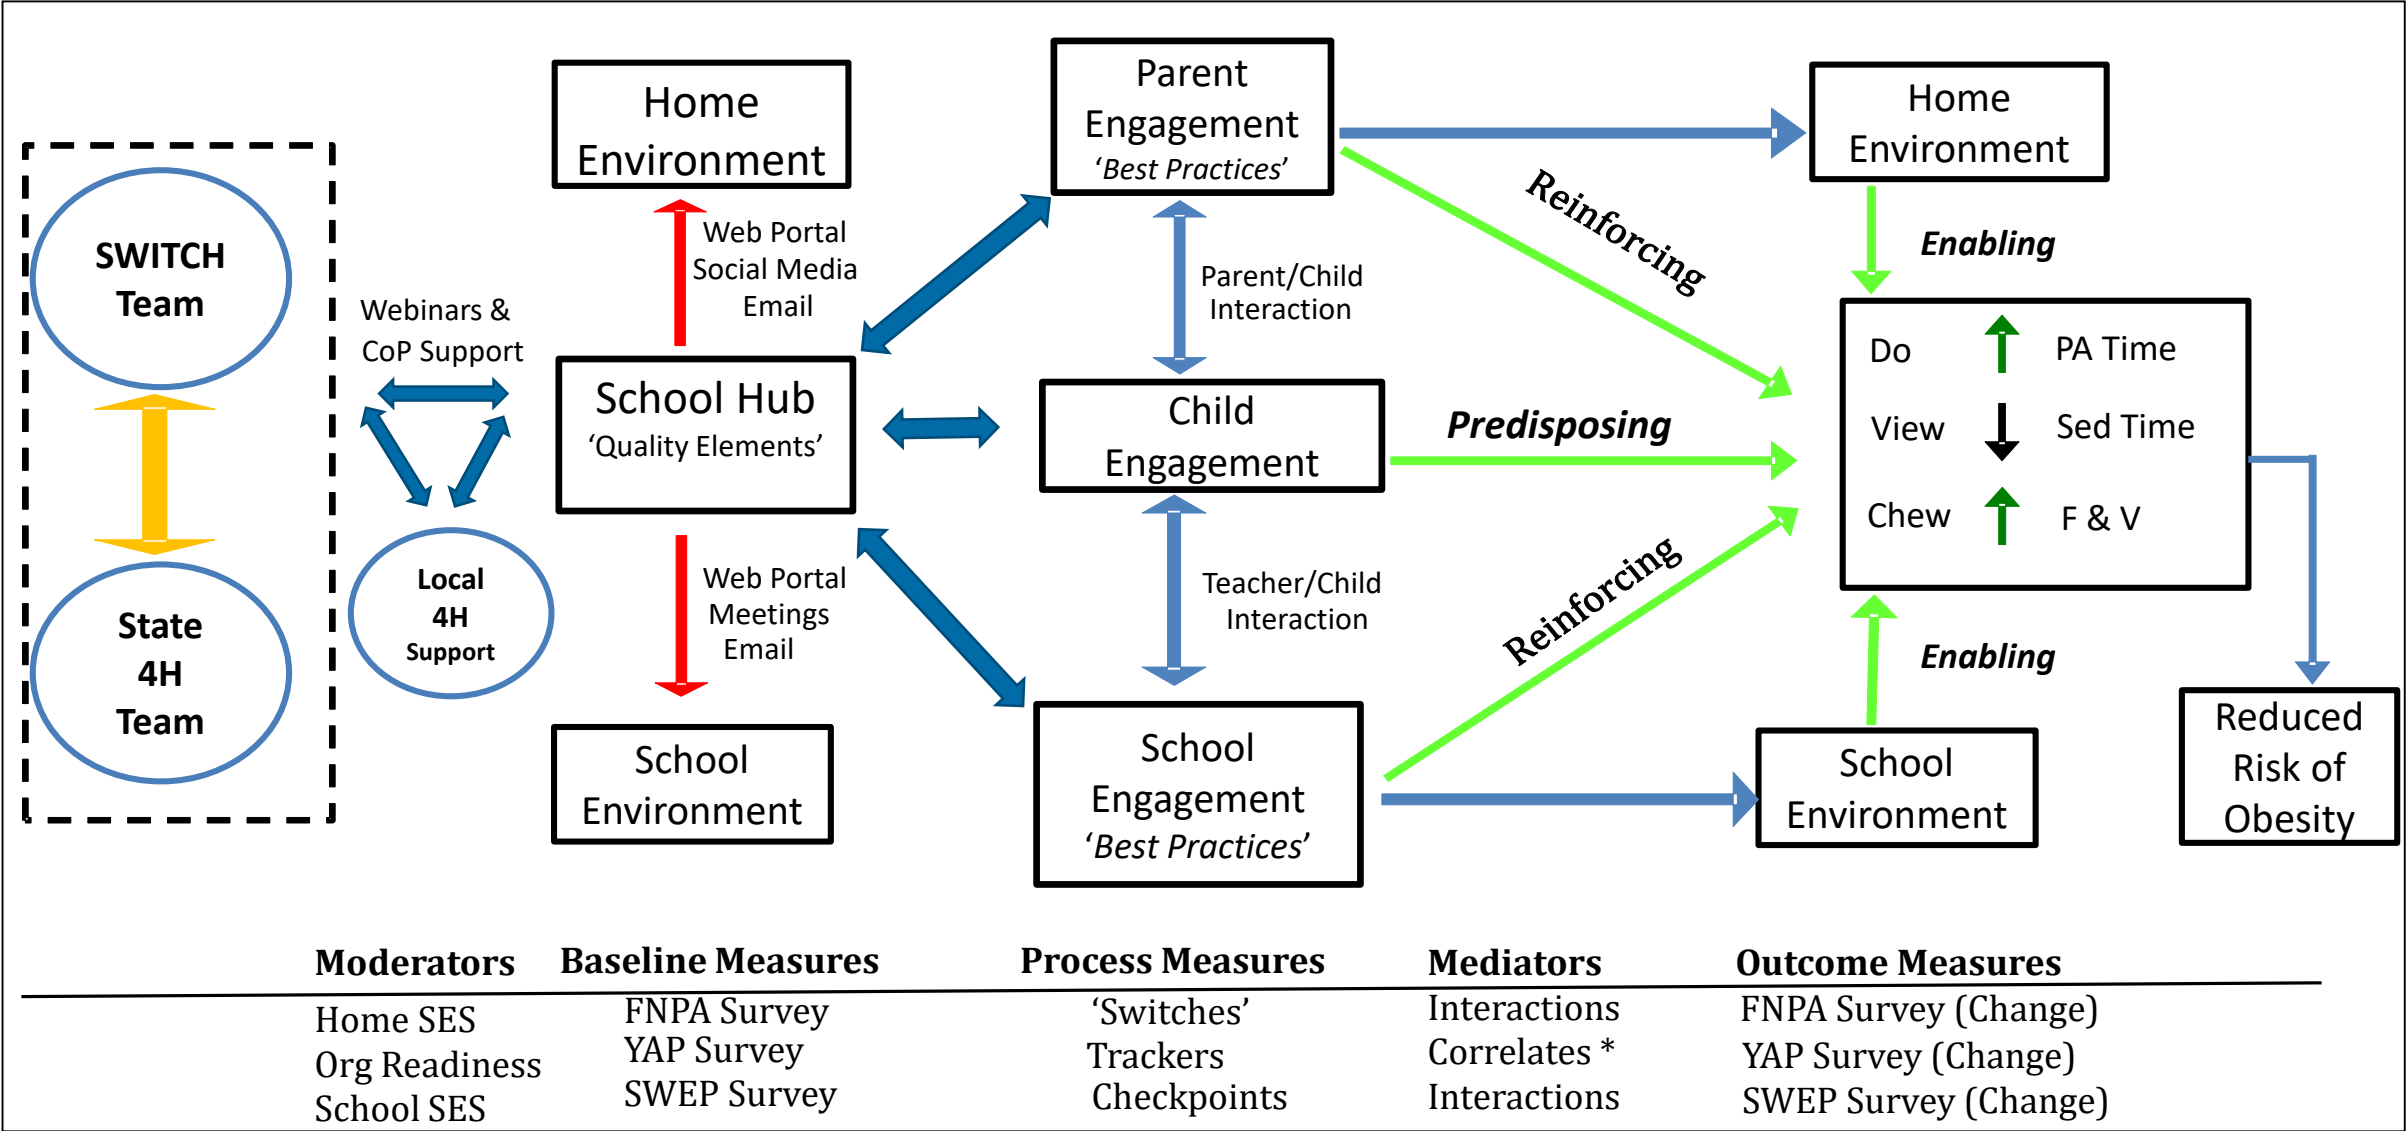 SWITCH
Team
State
4H
Team
Webinars &
CoP Support
Local
4H
Support
Home
Environment
Web Portal
Social Media
Email
School Hub
‘Quality Elements’
Web Portal
Meetings
Email
School
Environment
Parent
Engagement
‘Best Practices’
Parent/Child
Interaction
Child
Engagement
Teacher/Child
Interaction
School
Engagement
‘Best Practices’
Reinforcing
Predisposing
Reinforcing
Home
Environment
Enabling
Do PA Time
View Sed Time
Chew F & V
Enabling
School
Environment
Reduced
Risk of
Obesity
Moderators Baseline Measures Process Measures Mediators Outcome Measures
Home SES FNPA Survey ‘Switches’ Interactions FNPA Survey (Change)
Org Readiness YAP Survey Trackers Correlates * YAP Survey (Change)
School SES SWEP Survey Checkpoints Interactions SWEP Survey (Change)